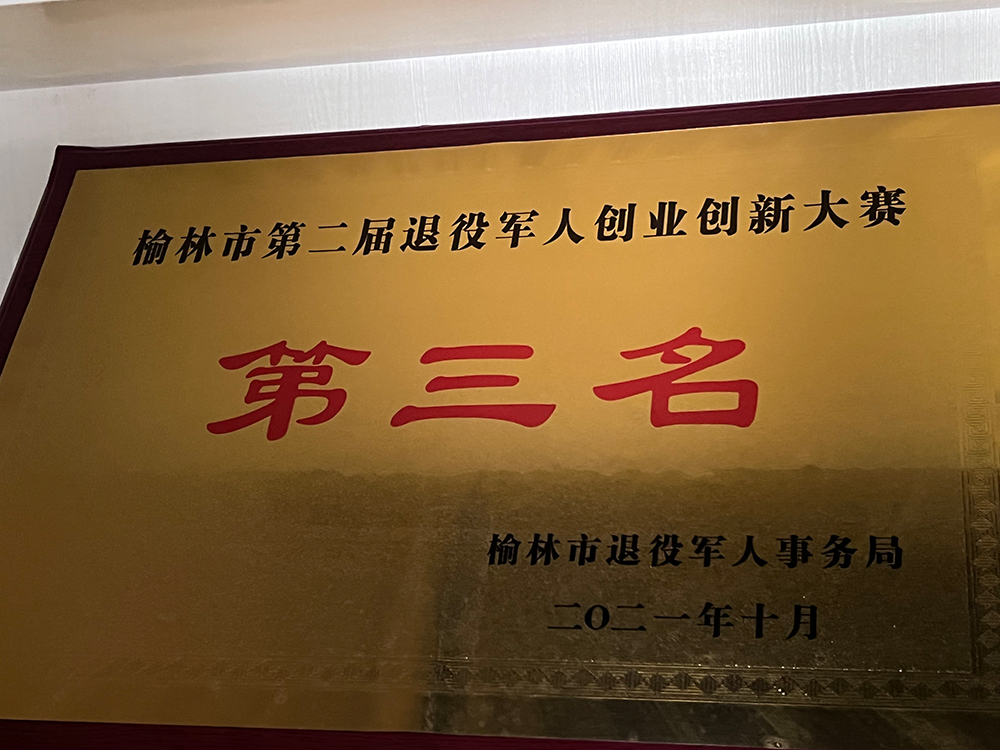 榆林市第二届退役军人创业创新大赛
第三名
榆林市退役军人事务局
二〇二一年十月